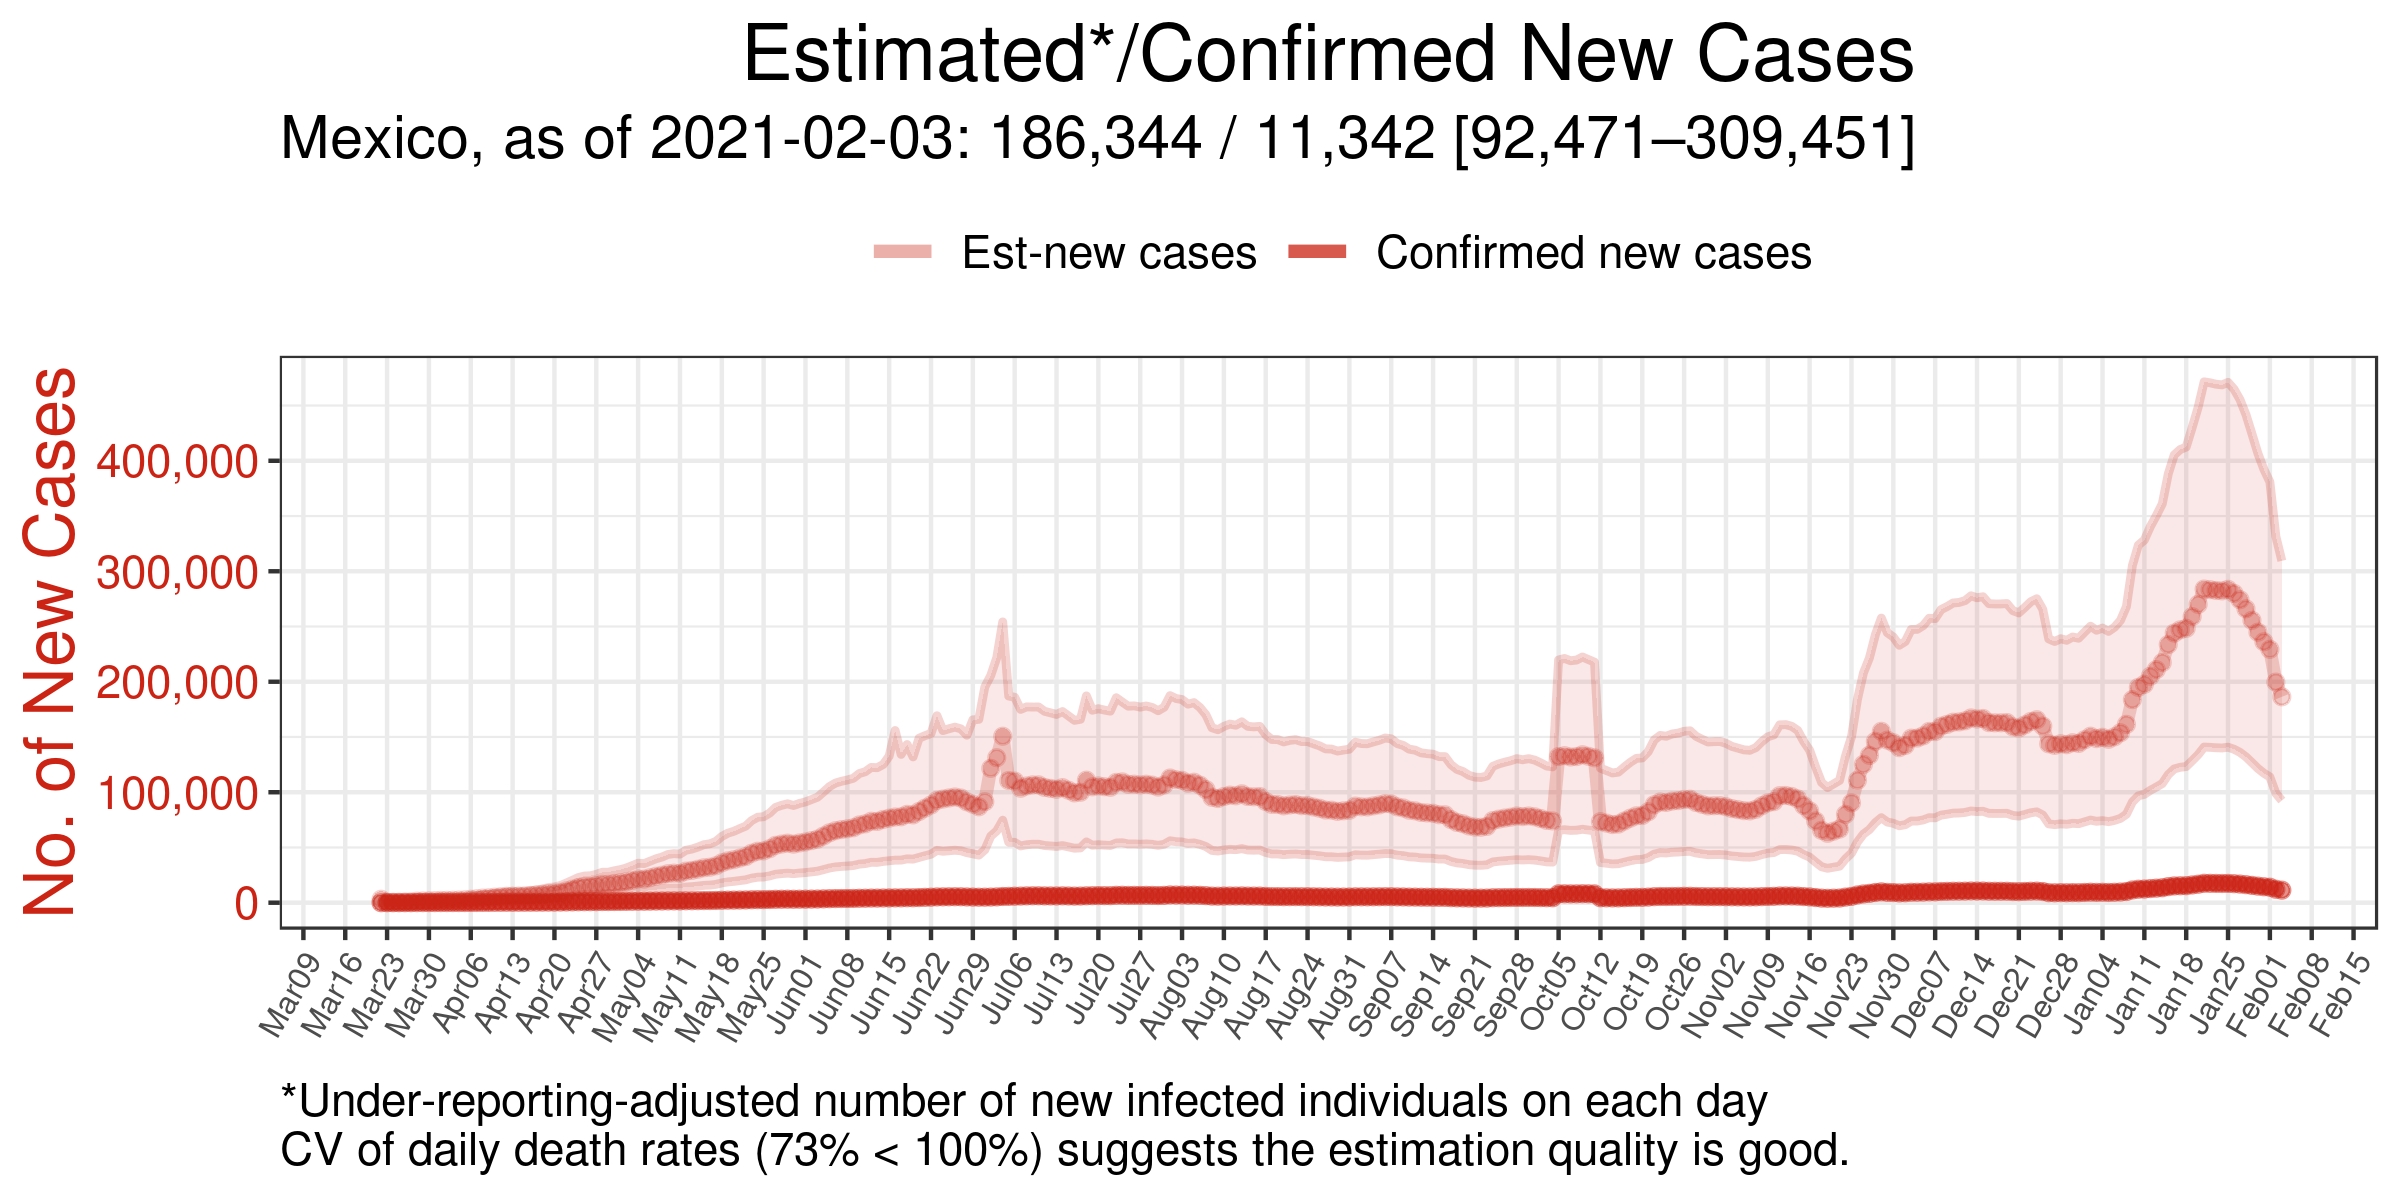 Estimated*/Confirmed New Cases
Mexico, as of 2021-02-03: 186,344 / 11,342 [92,471–309,451]
Est-new cases
Confirmed new cases
No. of New Cases
400,000
300,000
200,000
100,000
0
Mar09
Mar16
Mar23
Mar30
Apr06
Apr13
Apr20
Apr27
May04
May11
May18
May25
Jun01
Jun08
Jun15
Jun22
Jun29
Jul06
Jul13
Jul20
Jul27
Aug03
Aug10
Aug17
Aug24
Aug31
Sep07
Sep14
Sep21
Sep28
Oct05
Oct12
Oct19
Oct26
Nov02
Nov09
Nov16
Nov23
Nov30
Dec07
Dec14
Dec21
Dec28
Jan04
Jan11
Jan18
Jan25
Feb01
Feb08
Feb15
*Under-reporting-adjusted number of new infected individuals on each day
CV of daily death rates (73% < 100%) suggests the estimation quality is good.